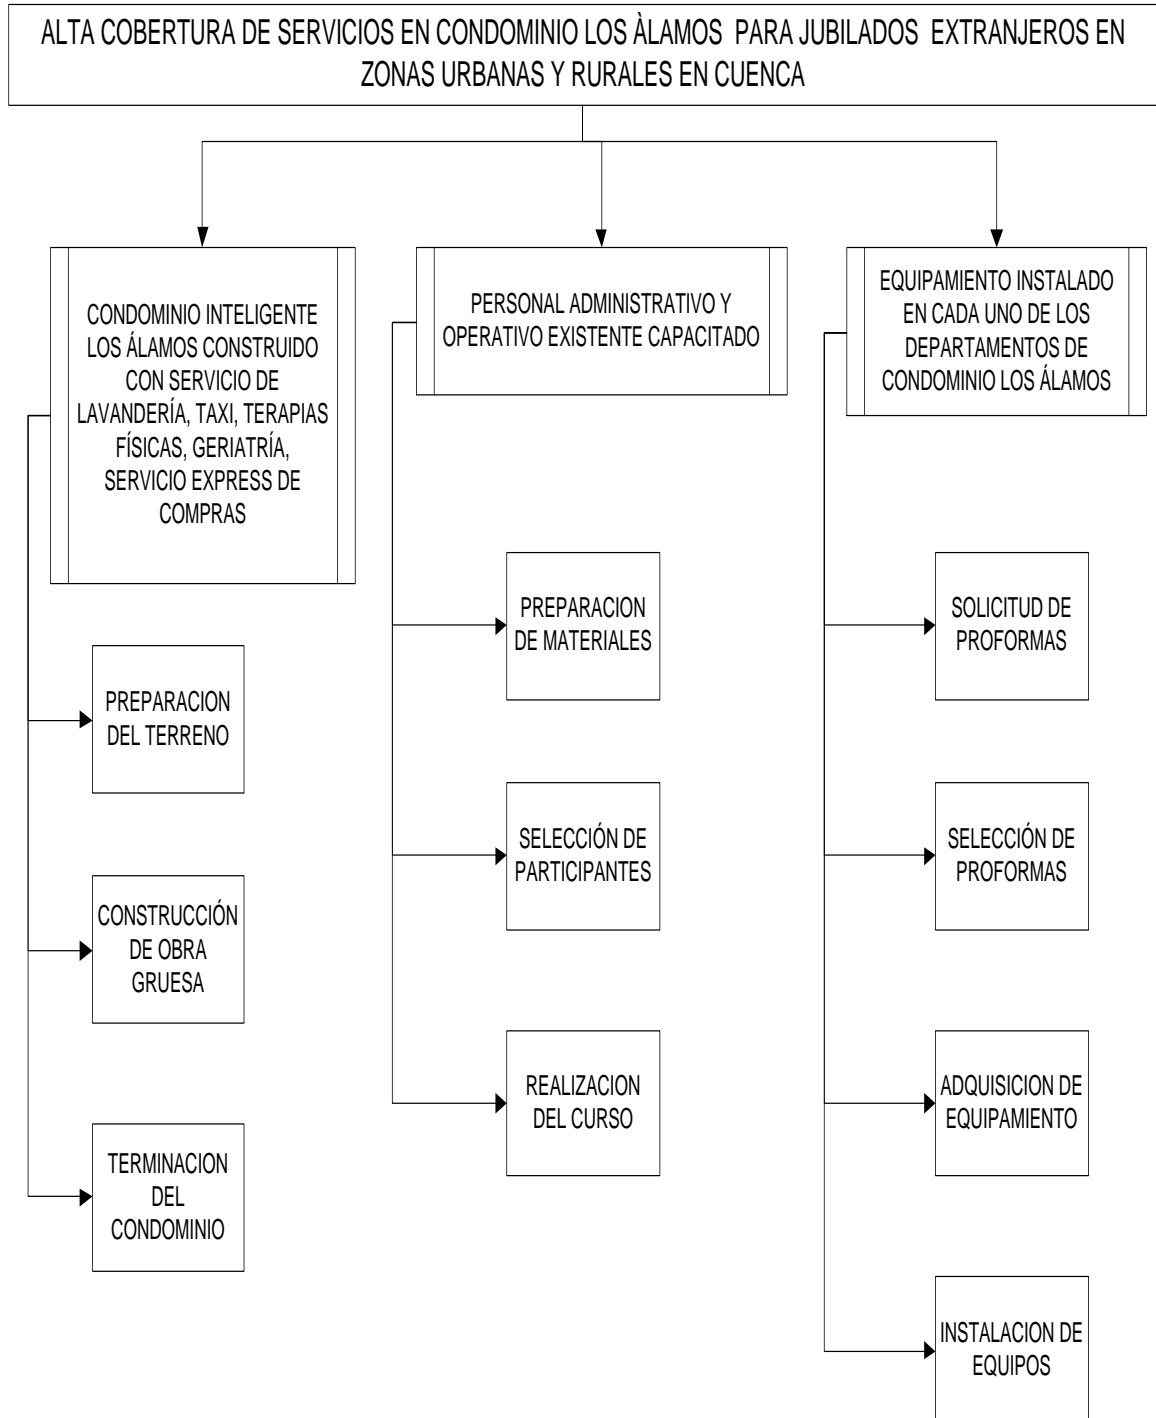 ALTA COBERTURA DE SERVICIOS EN CONDOMINIO LOS ÀLAMOS PARA JUBILADOS EXTRANJEROS EN
ZONAS URBANAS Y RURALES EN CUENCA
CONDOMINIO INTELIGENTE
LOS ÁLAMOS CONSTRUIDO
CON SERVICIO DE
LAVANDERÍA, TAXI, TERAPIAS
FÍSICAS, GERIATRÍA,
SERVICIO EXPRESS DE
COMPRAS
PREPARACION
DEL TERRENO
CONSTRUCCIÓN
DE OBRA
GRUESA
TERMINACION
DEL
CONDOMINIO
PERSONAL ADMINISTRATIVO Y
OPERATIVO EXISTENTE CAPACITADO
PREPARACION
DE MATERIALES
SELECCIÓN DE
PARTICIPANTES
REALIZACION
DEL CURSO
EQUIPAMIENTO INSTALADO
EN CADA UNO DE LOS
DEPARTAMENTOS DE
CONDOMINIO LOS ÁLAMOS
SOLICITUD DE
PROFORMAS
SELECCIÓN DE
PROFORMAS
ADQUISICION DE
EQUIPAMIENTO
INSTALACION DE
EQUIPOS